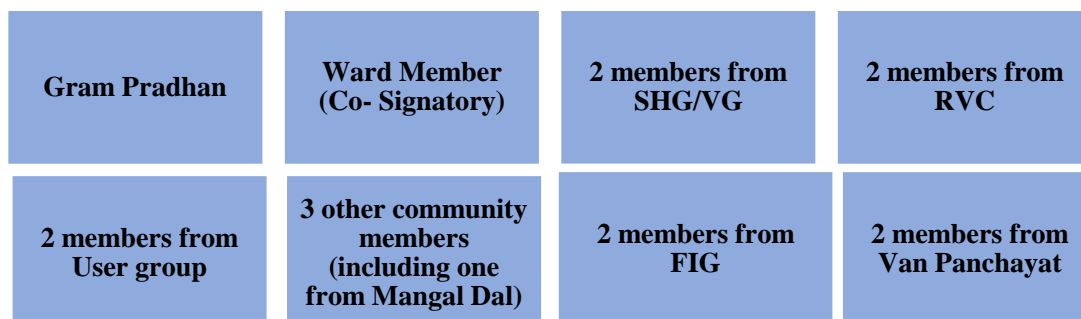 Gram Pradhan
Ward Member
(Co- Signatory)
2 members from
SHG/VG
2 members from
RVC
2 members from
User group
3 other community
members
(including one
from Mangal Dal)
2 members from
FIG
2 members from
Van Panchayat